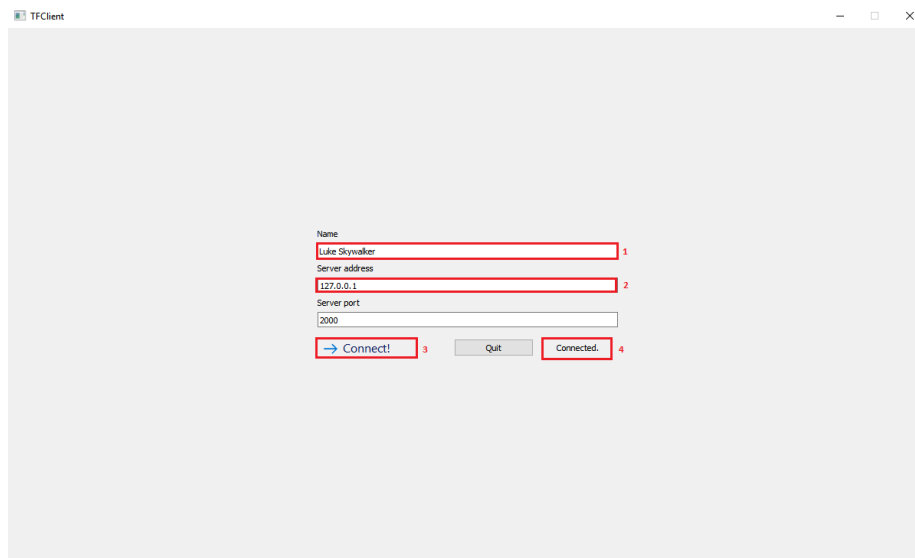 TFClient
Name
Luke Skywalker 1
Server address
127.0.0.1 2
Server port
2000
→ Connect! 3 Quit Connected. 4